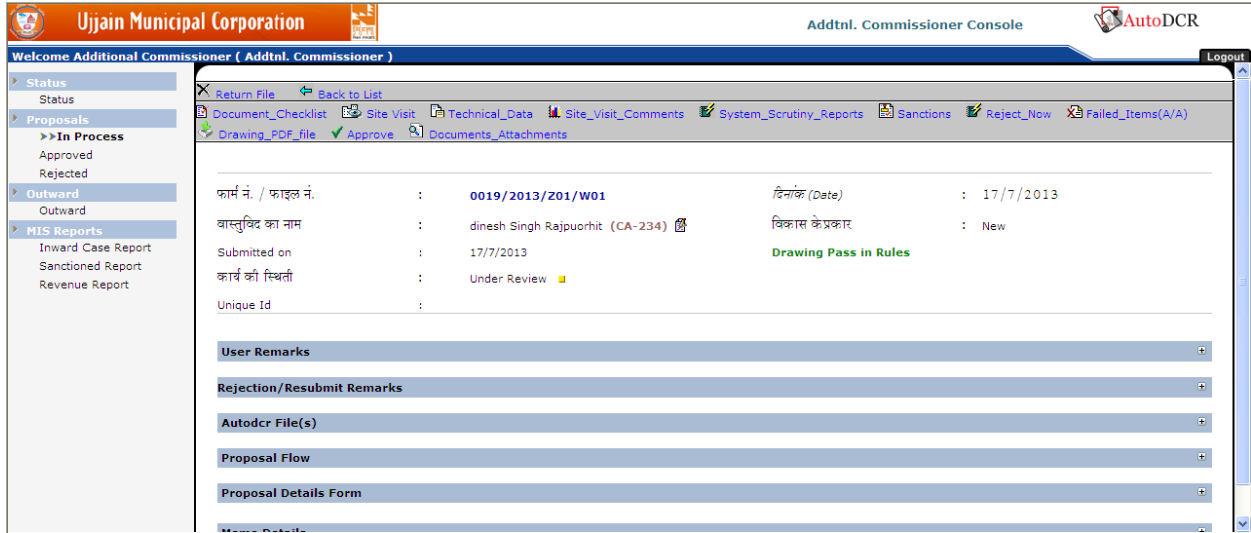 Ujjain Municipal Corporation
Addtnl. Commissioner Console
AutoDCR
Welcome Additional Commissioner ( Addtnl. Commissioner )
Logout
Status
Status
Proposals
>>In Process
Approved
Rejected
Outward
Outward
MIS Reports
Inward Case Report
Sanctioned Report
Revenue Report
Return File Back to List
Document_Checklist Site Visit Technical_Data Site_Visit_Comments System_Scrutiny_Reports Sanctions Reject_Now Failed_Items(A/A)
Drawing_PDF_file Approve Documents_Attachments
फार्म नं. / फाइल नं. : 0019/2013/Z01/W01 दिनांक (Date) : 17/7/2013
वास्तुविद का नाम : dinesh Singh Rajpuorhit (CA-234) विकास केप्रकार : New
Submitted on : 17/7/2013 Drawing Pass in Rules
कार्य की स्थिती : Under Review
Unique Id :
User Remarks
Rejection/Resubmit Remarks
Autodcr File(s)
Proposal Flow
Proposal Details Form